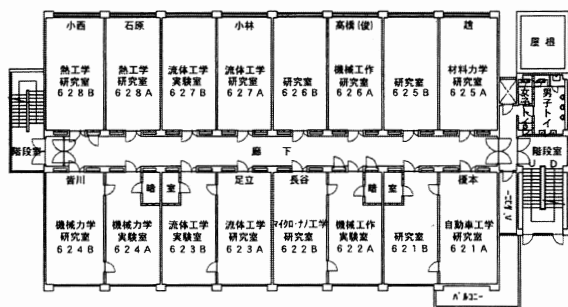 小西
熱工学
研究室
628B
石原
熱工学
研究室
628A
流体工学
実験室
627B
小林
流体工学
研究室
627A
研究室
626B
高橋(俊)
機械工作
研究室
626A
研究室
625B
趙
材料力学
研究室
625A
屋根
女子トイレ
男子トイレ
階段室
廊下
階段室
U D
皆川
機械力学
研究室
624B
機械力学
実験室
624A
暗室
流体工学
実験室
623B
足立
流体工学
研究室
623A
長谷
マイクロ・ナノ工学
研究室
622B
機械工作
実験室
622A
暗室
研究室
621B
榎本
自動車工学
研究室
621A
バルコニー
バルコニー